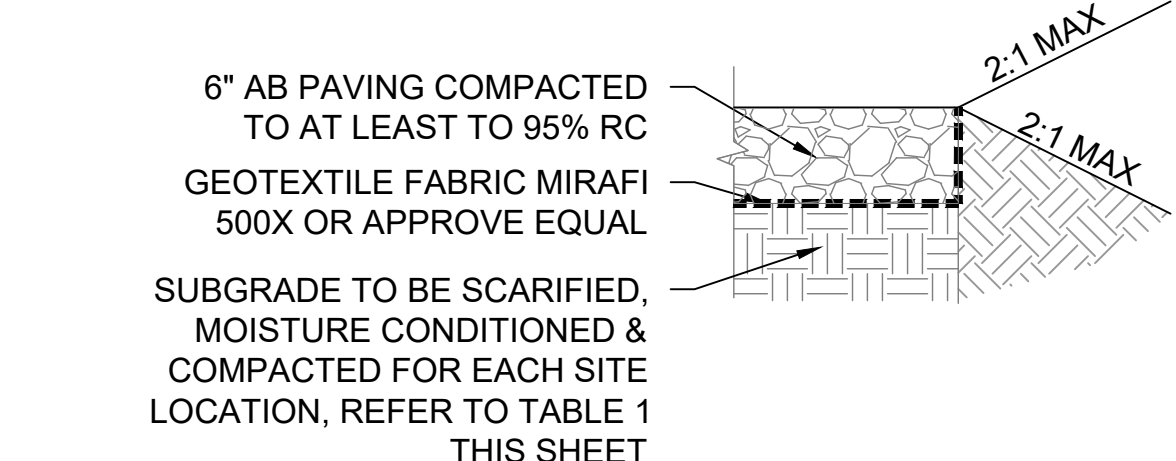 6" AB PAVING COMPACTED
TO AT LEAST TO 95% RC
GEOTEXTILE FABRIC MIRAFI
500X OR APPROVE EQUAL
SUBGRADE TO BE SCARIFIED,
MOISTURE CONDITIONED &
COMPACTED FOR EACH SITE
LOCATION, REFER TO TABLE 1
THIS SHEET
2:1 MAX
2:1 MAX